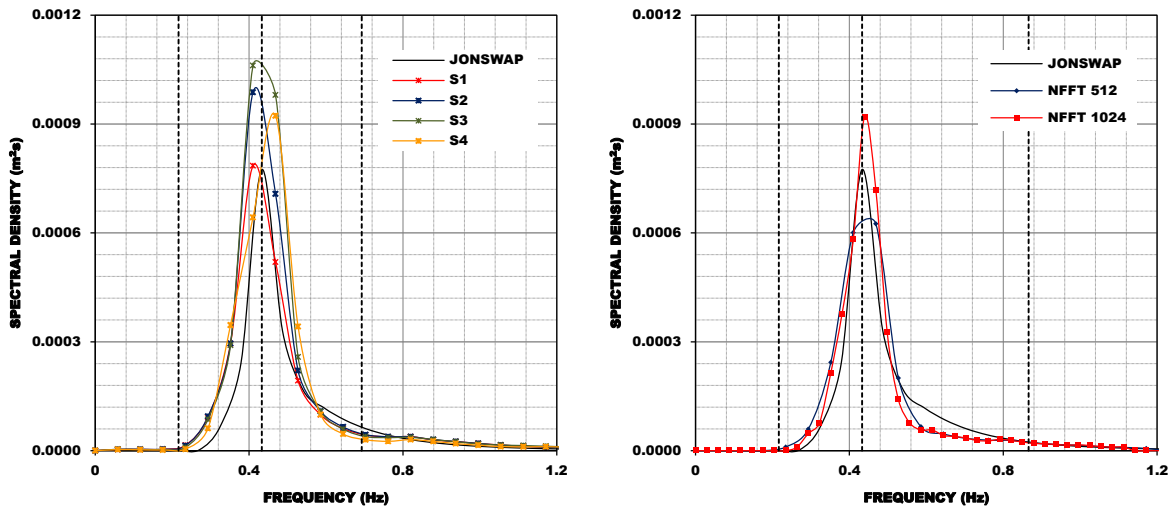 0.0012
0.0009
0.0006
0.0003
0.0000
0
0.4
0.8
1.2
SPECTRAL DENSITY (m²s)
FREQUENCY (Hz)
JONSWAP
S1
S2
S3
S4
0.0012
0.0009
0.0006
0.0003
0.0000
0
0.4
0.8
1.2
SPECTRAL DENSITY (m²s)
FREQUENCY (Hz)
JONSWAP
NFFT 512
NFFT 1024